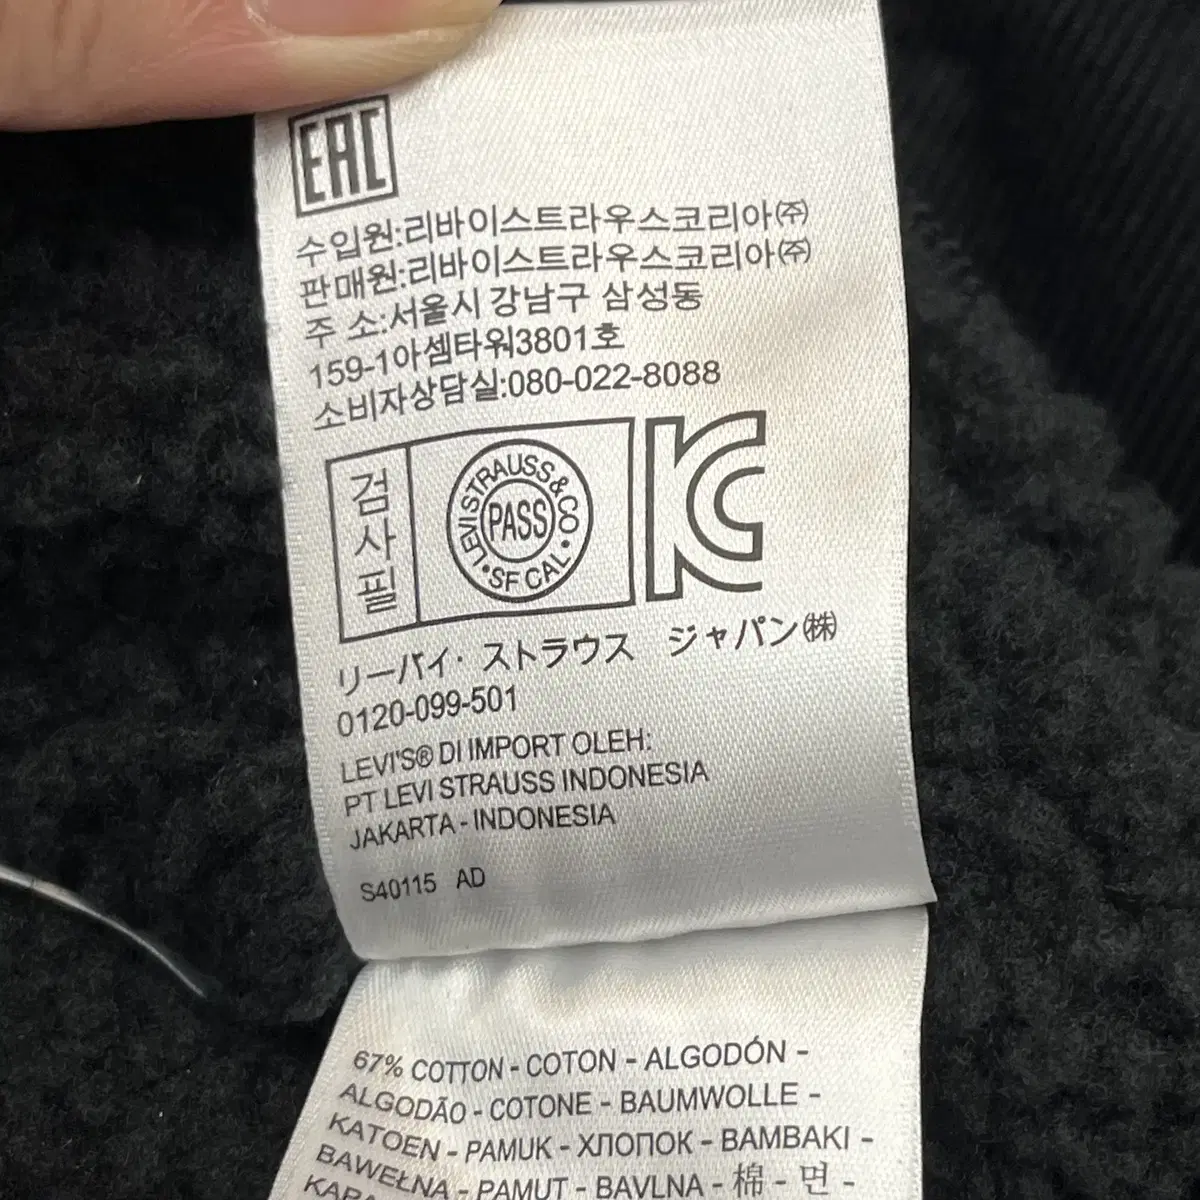 EAC
수입원:리바이스트라우스코리아㈜
판매원:리바이스트라우스코리아㈜
주 소:서울시 강남구 삼성동
159-1아셈타워3801호
소비자상담실:080-022-8088
검사필
LEVI STRAUSS & CO.
PASS
• SF CAL •
KC
リーバイ・ストラウス ジャパン㈱
0120-099-501
LEVI'S® DI IMPORT OLEH:
PT LEVI STRAUSS INDONESIA
JAKARTA - INDONESIA
S40115 AD
67% COTTON - COTON - ALGODÓN -
ALGODÃO - COTONE - BAUMWOLLE -
KATOEN - PAMUK - ХЛОПОК - BAMBAKI -
BAWEŁNA - PAMUT - BAVLNA - 棉 - 면 -